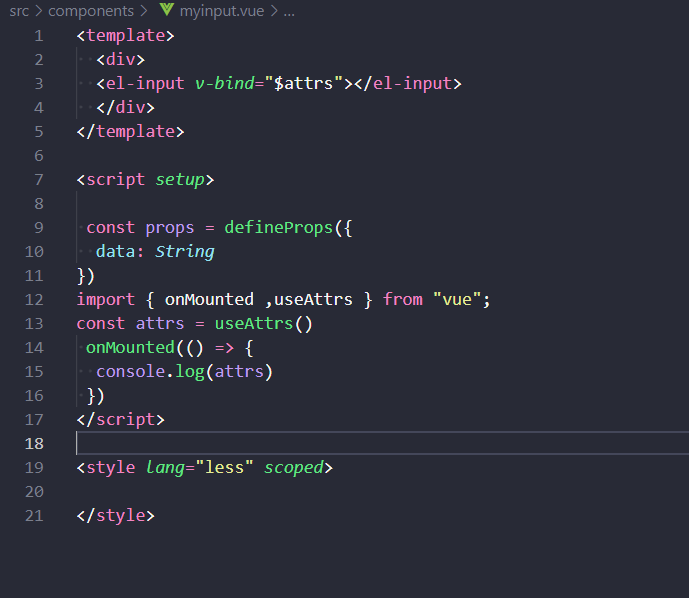 src > components > myinput.vue > ...
1 <template>
2 <div>
3 <el-input v-bind="$attrs"></el-input>
4 </div>
5 </template>
6
7 <script setup>
8
9 const props = defineProps({
10 data: String
11 })
12 import { onMounted ,useAttrs } from "vue";
13 const attrs = useAttrs()
14 onMounted(() => {
15 console.log(attrs)
16 })
17 </script>
18
19 <style lang="less" scoped>
20
21 </style>